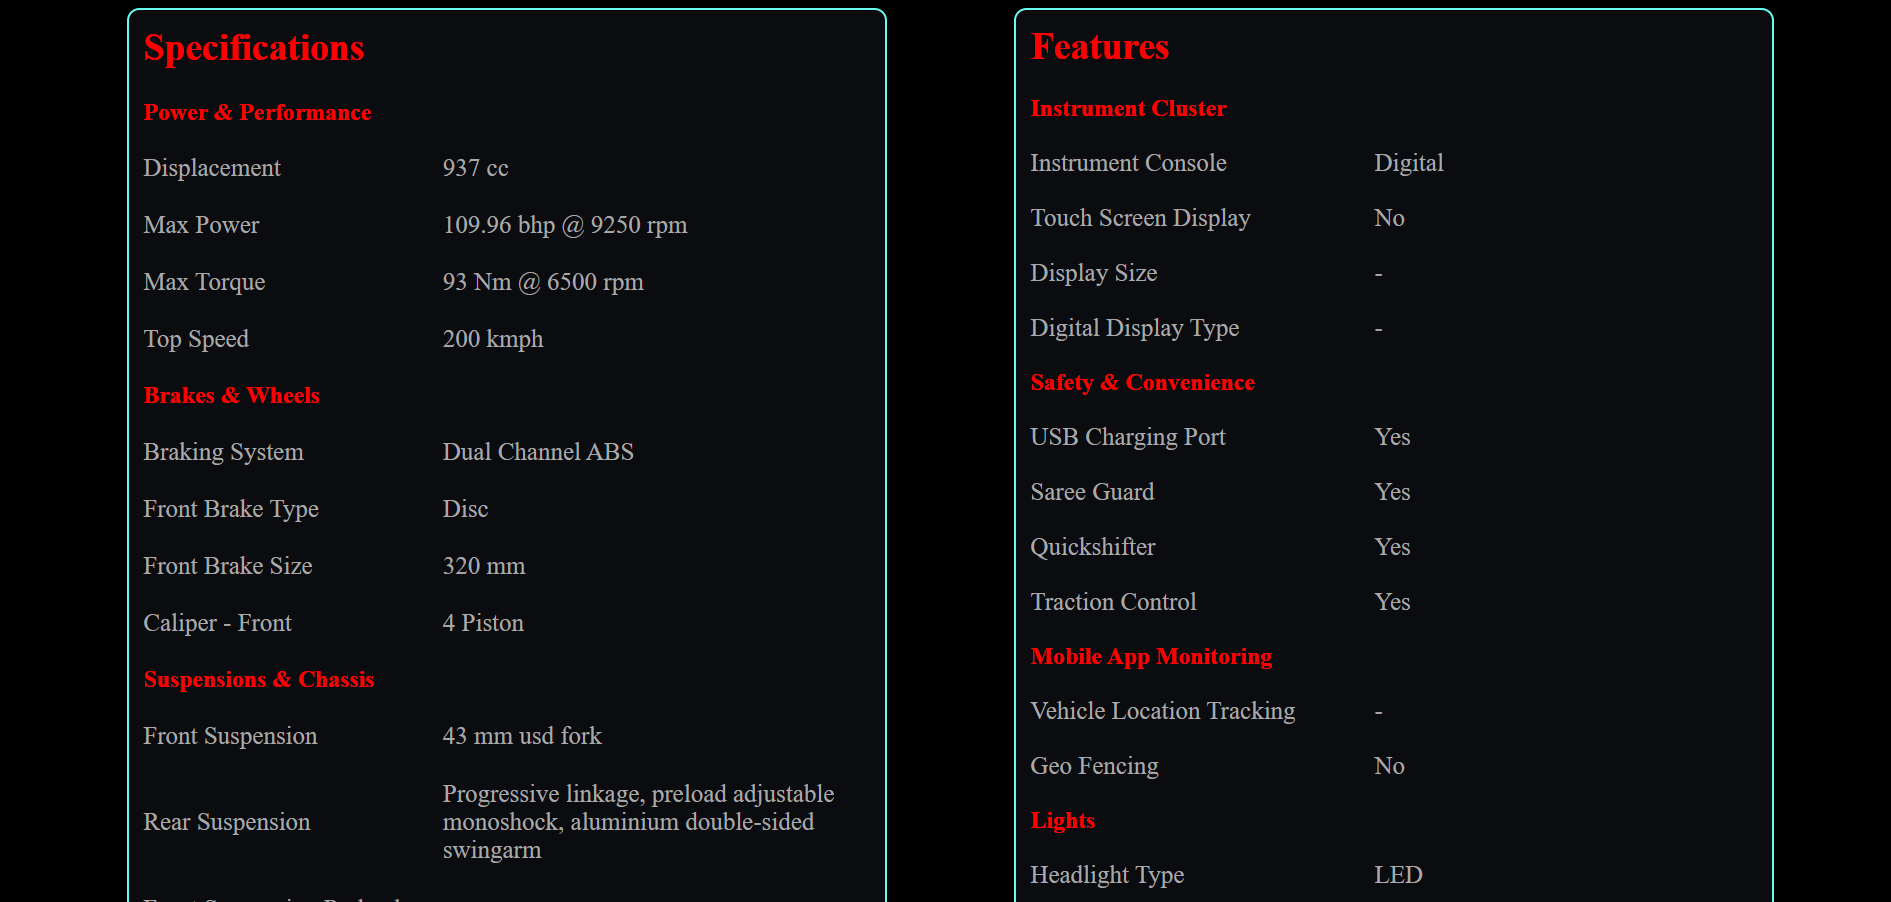 Specifications
Power & Performance
Displacement 937 cc
Max Power 109.96 bhp @ 9250 rpm
Max Torque 93 Nm @ 6500 rpm
Top Speed 200 kmph
Brakes & Wheels
Braking System Dual Channel ABS
Front Brake Type Disc
Front Brake Size 320 mm
Caliper - Front 4 Piston
Suspensions & Chassis
Front Suspension 43 mm usd fork
Rear Suspension Progressive linkage, preload adjustable
monoshock, aluminium double-sided
swingarm
Features
Instrument Cluster
Instrument Console Digital
Touch Screen Display No
Display Size -
Digital Display Type -
Safety & Convenience
USB Charging Port Yes
Saree Guard Yes
Quickshifter Yes
Traction Control Yes
Mobile App Monitoring
Vehicle Location Tracking -
Geo Fencing No
Lights
Headlight Type LED